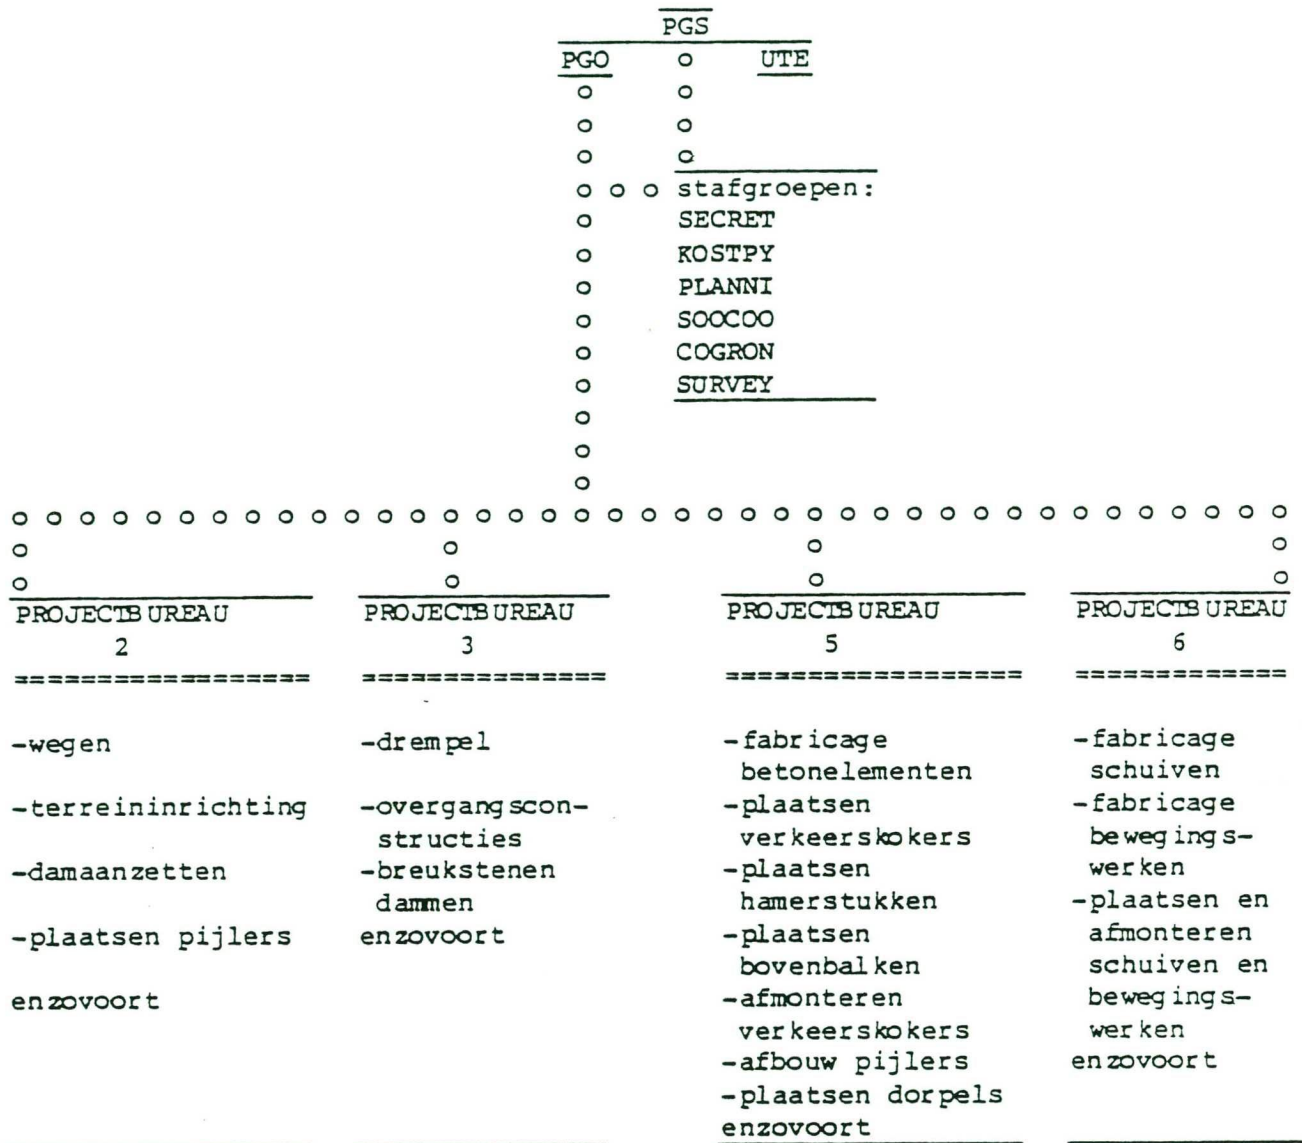 PGS
PGO o UTE
o o
o o
o o
o o o stafgroepen:
o SECRET
o KOSTPY
o PLANNI
o SOOCOO
o COGRON
o SURVEY
o
o
o
o o o o o o o o o o o o o o o o o o o o o o o o o o o o o o o o o o o o o o o
o o o o
o o o o
PROJECTBUREAU
2
==================
-wegen
-terreininrichting
-damaanzetten
-plaatsen pijlers
enzovoort
PROJECTBUREAU
3
===============
-drempel
-overgangscon-
structies
-breukstenen
dammen
enzovoort
PROJECTBUREAU
5
==================
-fabricage
betonelementen
-plaatsen
verkeerskokers
-plaatsen
hamerstukken
-plaatsen
bovenbalken
-afmonteren
verkeerskokers
-afbouw pijlers
-plaatsen dorpels
enzovoort
PROJECTBUREAU
6
=============
-fabricage
schuiven
-fabricage
bewegings-
werken
-plaatsen en
afmonteren
schuiven en
bewegings-
werken
enzovoort